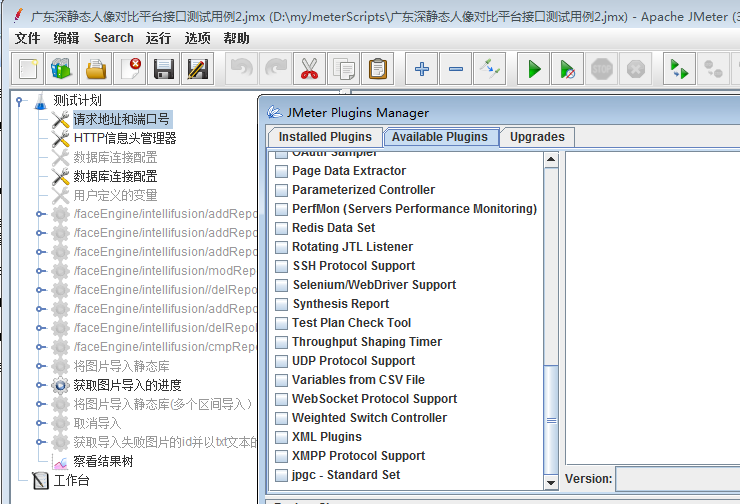 广东深静态人像对比平台接口测试用例2.jmx (D:\myJmeterScripts\广东深静态人像对比平台接口测试用例2.jmx) - Apache JMeter (3
文件 编辑 Search 运行 选项 帮助
测试计划
请求地址和端口号
HTTP信息头管理器
数据库连接配置
数据库连接配置
用户定义的变量
/faceEngine/intellifusion/addRepo
/faceEngine/intellifusion/addRepo
/faceEngine/intellifusion/addRepo
/faceEngine/intellifusion/modRep
/faceEngine/intellifusion//delRepo
/faceEngine/intellifusion/addRepo
/faceEngine/intellifusion/delRepo
/faceEngine/intellifusion/cmpRepo
将图片导入静态库
获取图片导入的进度
将图片导入静态库(多个区间导入)
取消导入
获取导入失败图片的id并以txt文本的
察看结果树
工作台
JMeter Plugins Manager
Installed Plugins Available Plugins Upgrades
OAuth Sampler
Page Data Extractor
Parameterized Controller
PerfMon (Servers Performance Monitoring)
Redis Data Set
Rotating JTL Listener
SSH Protocol Support
Selenium/WebDriver Support
Synthesis Report
Test Plan Check Tool
Throughput Shaping Timer
UDP Protocol Support
Variables from CSV File
WebSocket Protocol Support
Weighted Switch Controller
XML Plugins
XMPP Protocol Support
jpgc - Standard Set
Version: